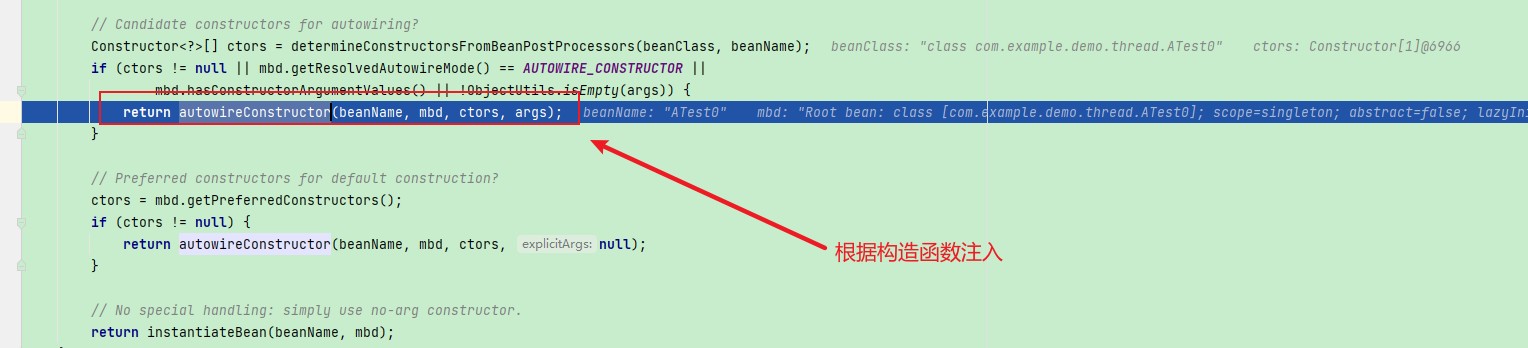 // Candidate constructors for autowiring?
Constructor<?>[] ctors = determineConstructorsFromBeanPostProcessors(beanClass, beanName);   beanClass: "class com.example.demo.thread.ATest0"    ctors: Constructor[1]@6966
if (ctors != null || mbd.getResolvedAutowireMode() == AUTOWIRE_CONSTRUCTOR ||
mbd.hasConstructorArgumentValues() || !ObjectUtils.isEmpty(args)) {
return autowireConstructor(beanName, mbd, ctors, args);   beanName: "ATest0"    mbd: "Root bean: class [com.example.demo.thread.ATest0]; scope=singleton; abstract=false; lazyIni
}
// Preferred constructors for default construction?
ctors = mbd.getPreferredConstructors();
if (ctors != null) {
return autowireConstructor(beanName, mbd, ctors, explicitArgs: null);
根据构造函数注入
}
// No special handling: simply use no-arg constructor.
return instantiateBean(beanName, mbd);